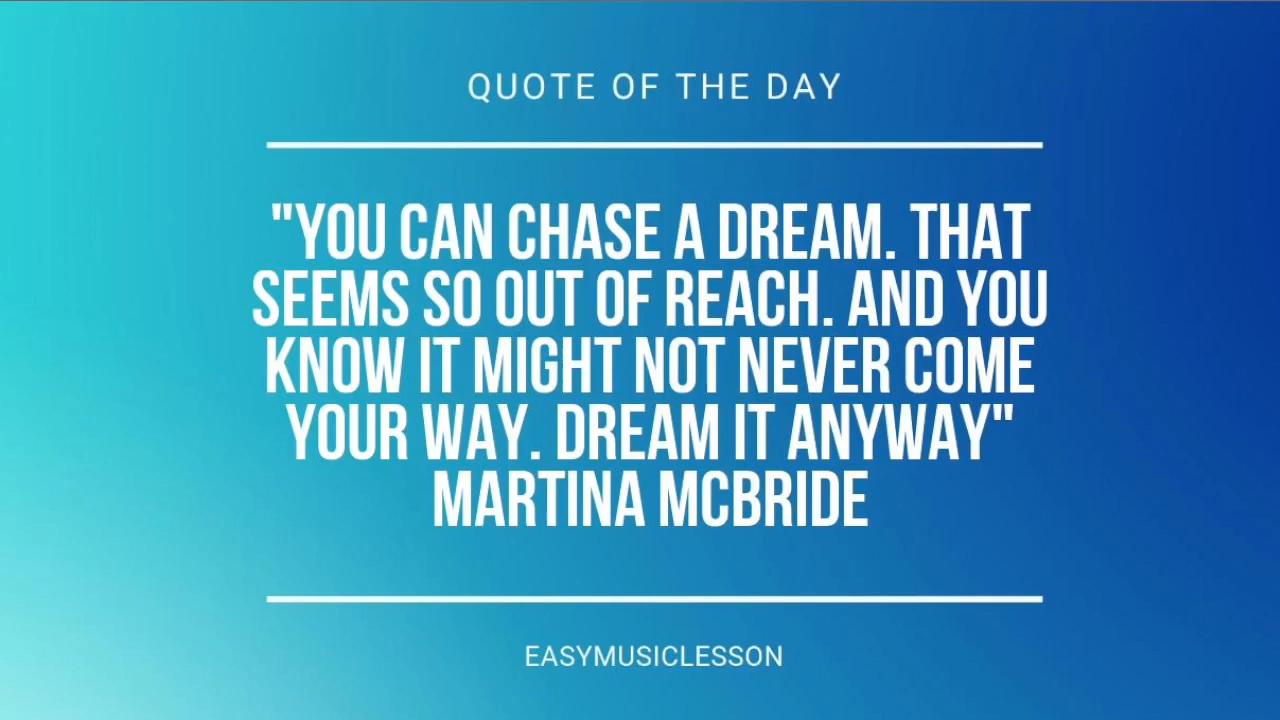 QUOTE OF THE DAY
"YOU CAN CHASE A DREAM. THAT
SEEMS SO OUT OF REACH. AND YOU
KNOW IT MIGHT NOT NEVER COME
YOUR WAY. DREAM IT ANYWAY"
MARTINA MCBRIDE
EASYMUSICLESSON